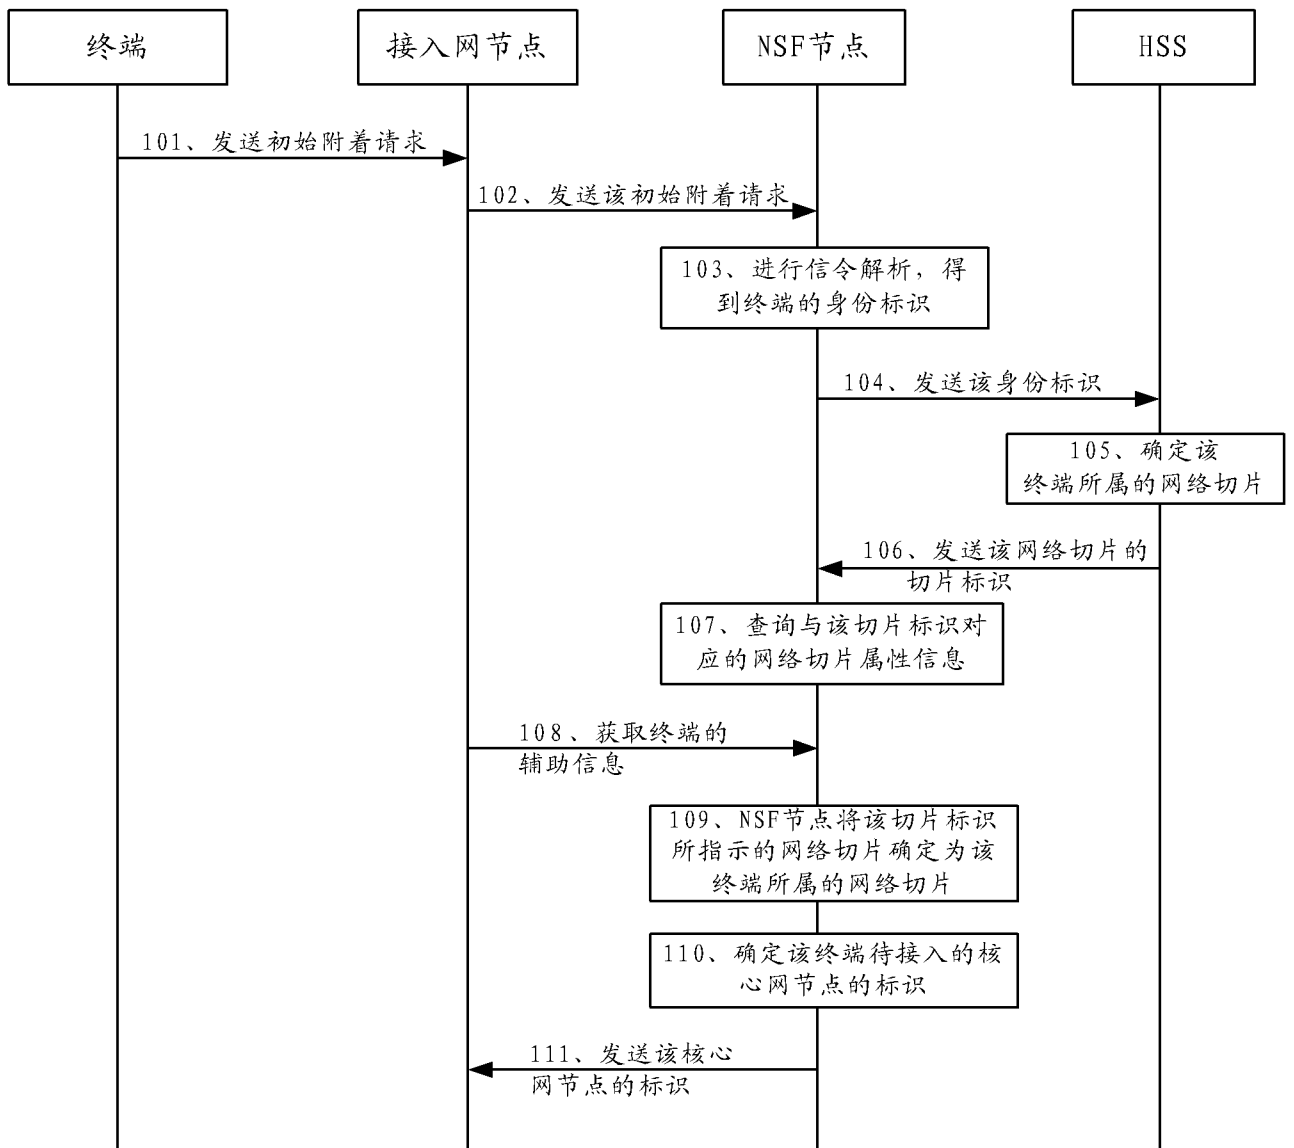 终端
接入网节点
NSF节点
HSS
101、发送初始附着请求
102、发送该初始附着请求
103、进行信令解析，得
到终端的身份标识
104、发送该身份标识
105、确定该
终端所属的网络切片
106、发送该网络切片的
切片标识
107、查询与该切片标识对
应的网络切片属性信息
108、获取终端的
辅助信息
109、NSF节点将该切片标识
所指示的网络切片确定为该
终端所属的网络切片
110、确定该终端待接入的核
心网节点的标识
111、发送该核心
网节点的标识